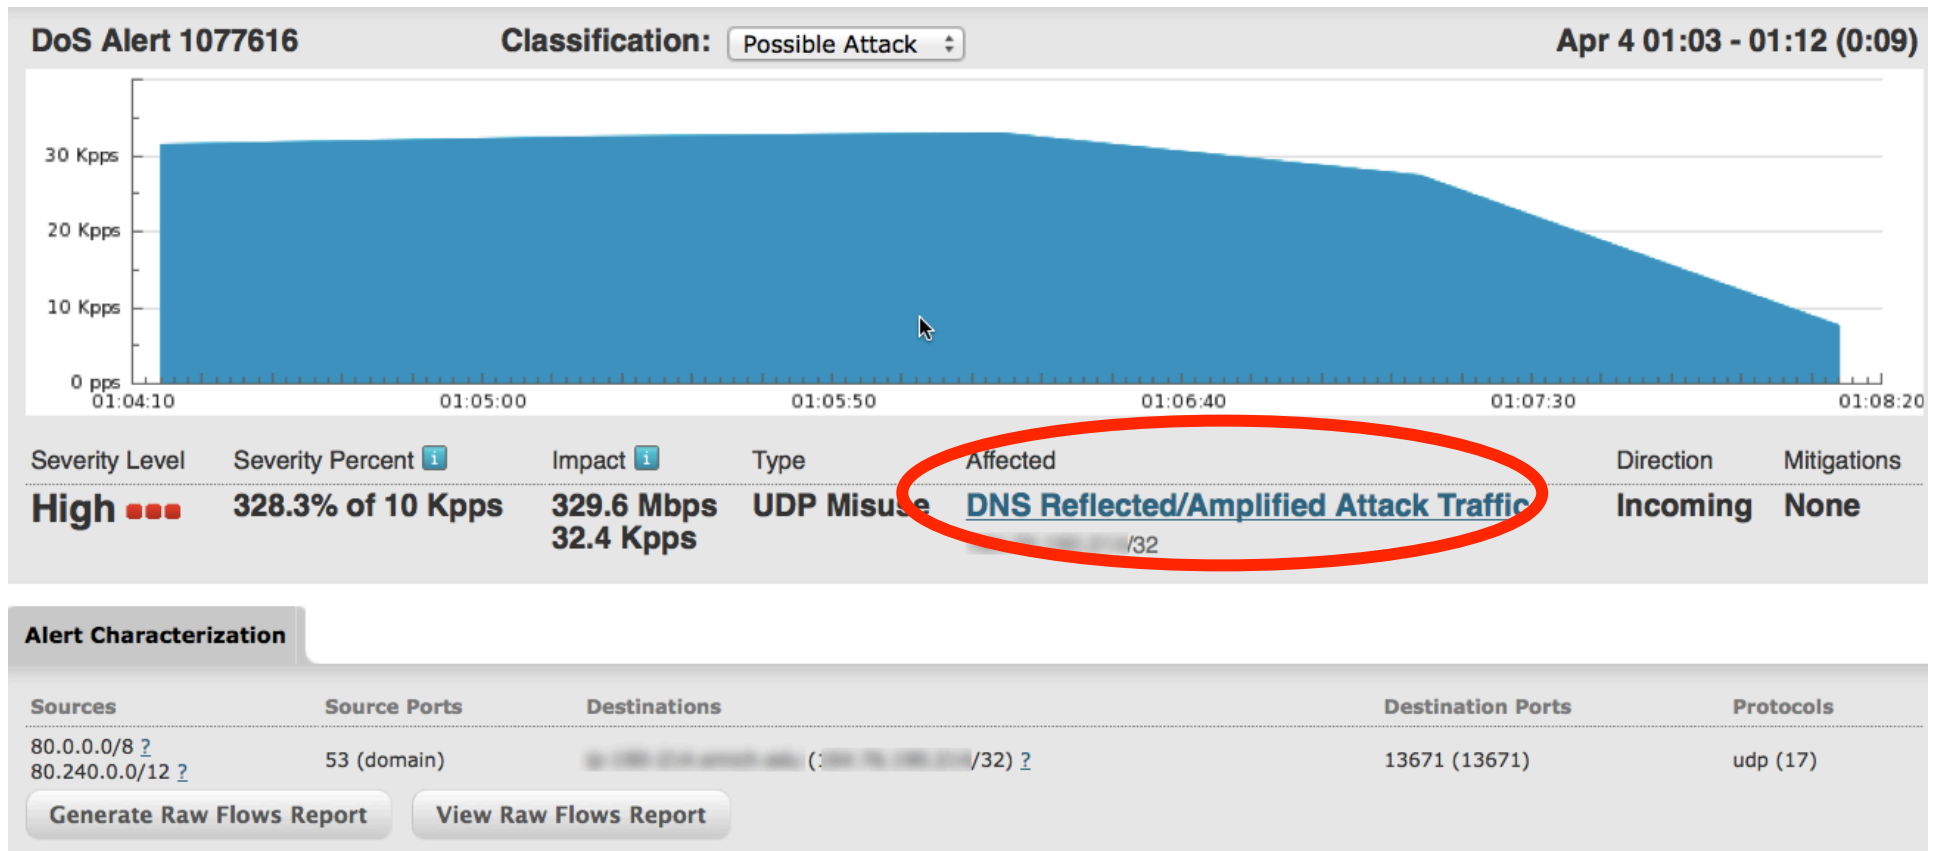 DoS Alert 1077616 Classification: Possible Attack Apr 4 01:03 - 01:12 (0:09)
30 Kpps
20 Kpps
10 Kpps
0 pps
01:04:10 01:05:00 01:05:50 01:06:40 01:07:30 01:08:20
Severity Level Severity Percent i Impact i Type Affected Direction Mitigations
High 328.3% of 10 Kpps 329.6 Mbps UDP Misuse DNS Reflected/Amplified Attack Traffic Incoming None
32.4 Kpps /32
Alert Characterization
Sources Source Ports Destinations Destination Ports Protocols
80.0.0.0/8 ? 53 (domain) ( /32) ? 13671 (13671) udp (17)
80.240.0.0/12 ?
Generate Raw Flows Report View Raw Flows Report